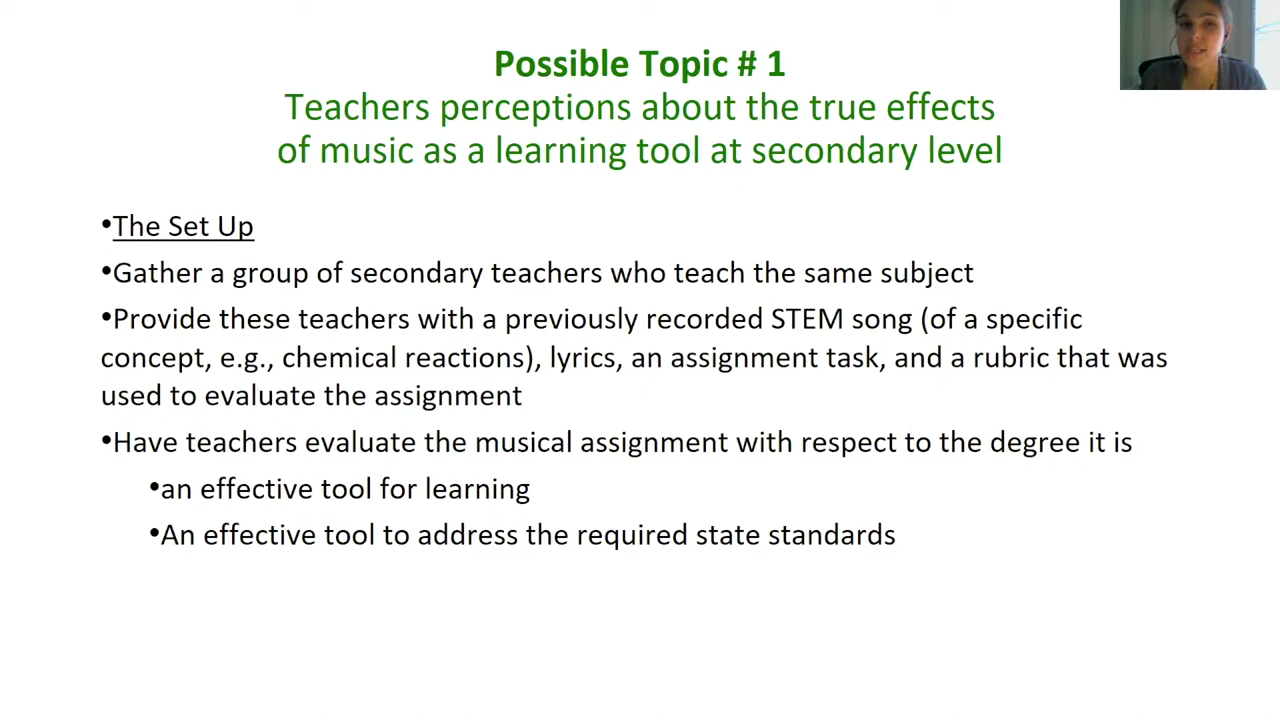 Possible Topic # 1
Teachers perceptions about the true effects
of music as a learning tool at secondary level
•The Set Up
•Gather a group of secondary teachers who teach the same subject
•Provide these teachers with a previously recorded STEM song (of a specific
concept, e.g., chemical reactions), lyrics, an assignment task, and a rubric that was
used to evaluate the assignment
•Have teachers evaluate the musical assignment with respect to the degree it is
•an effective tool for learning
•An effective tool to address the required state standards